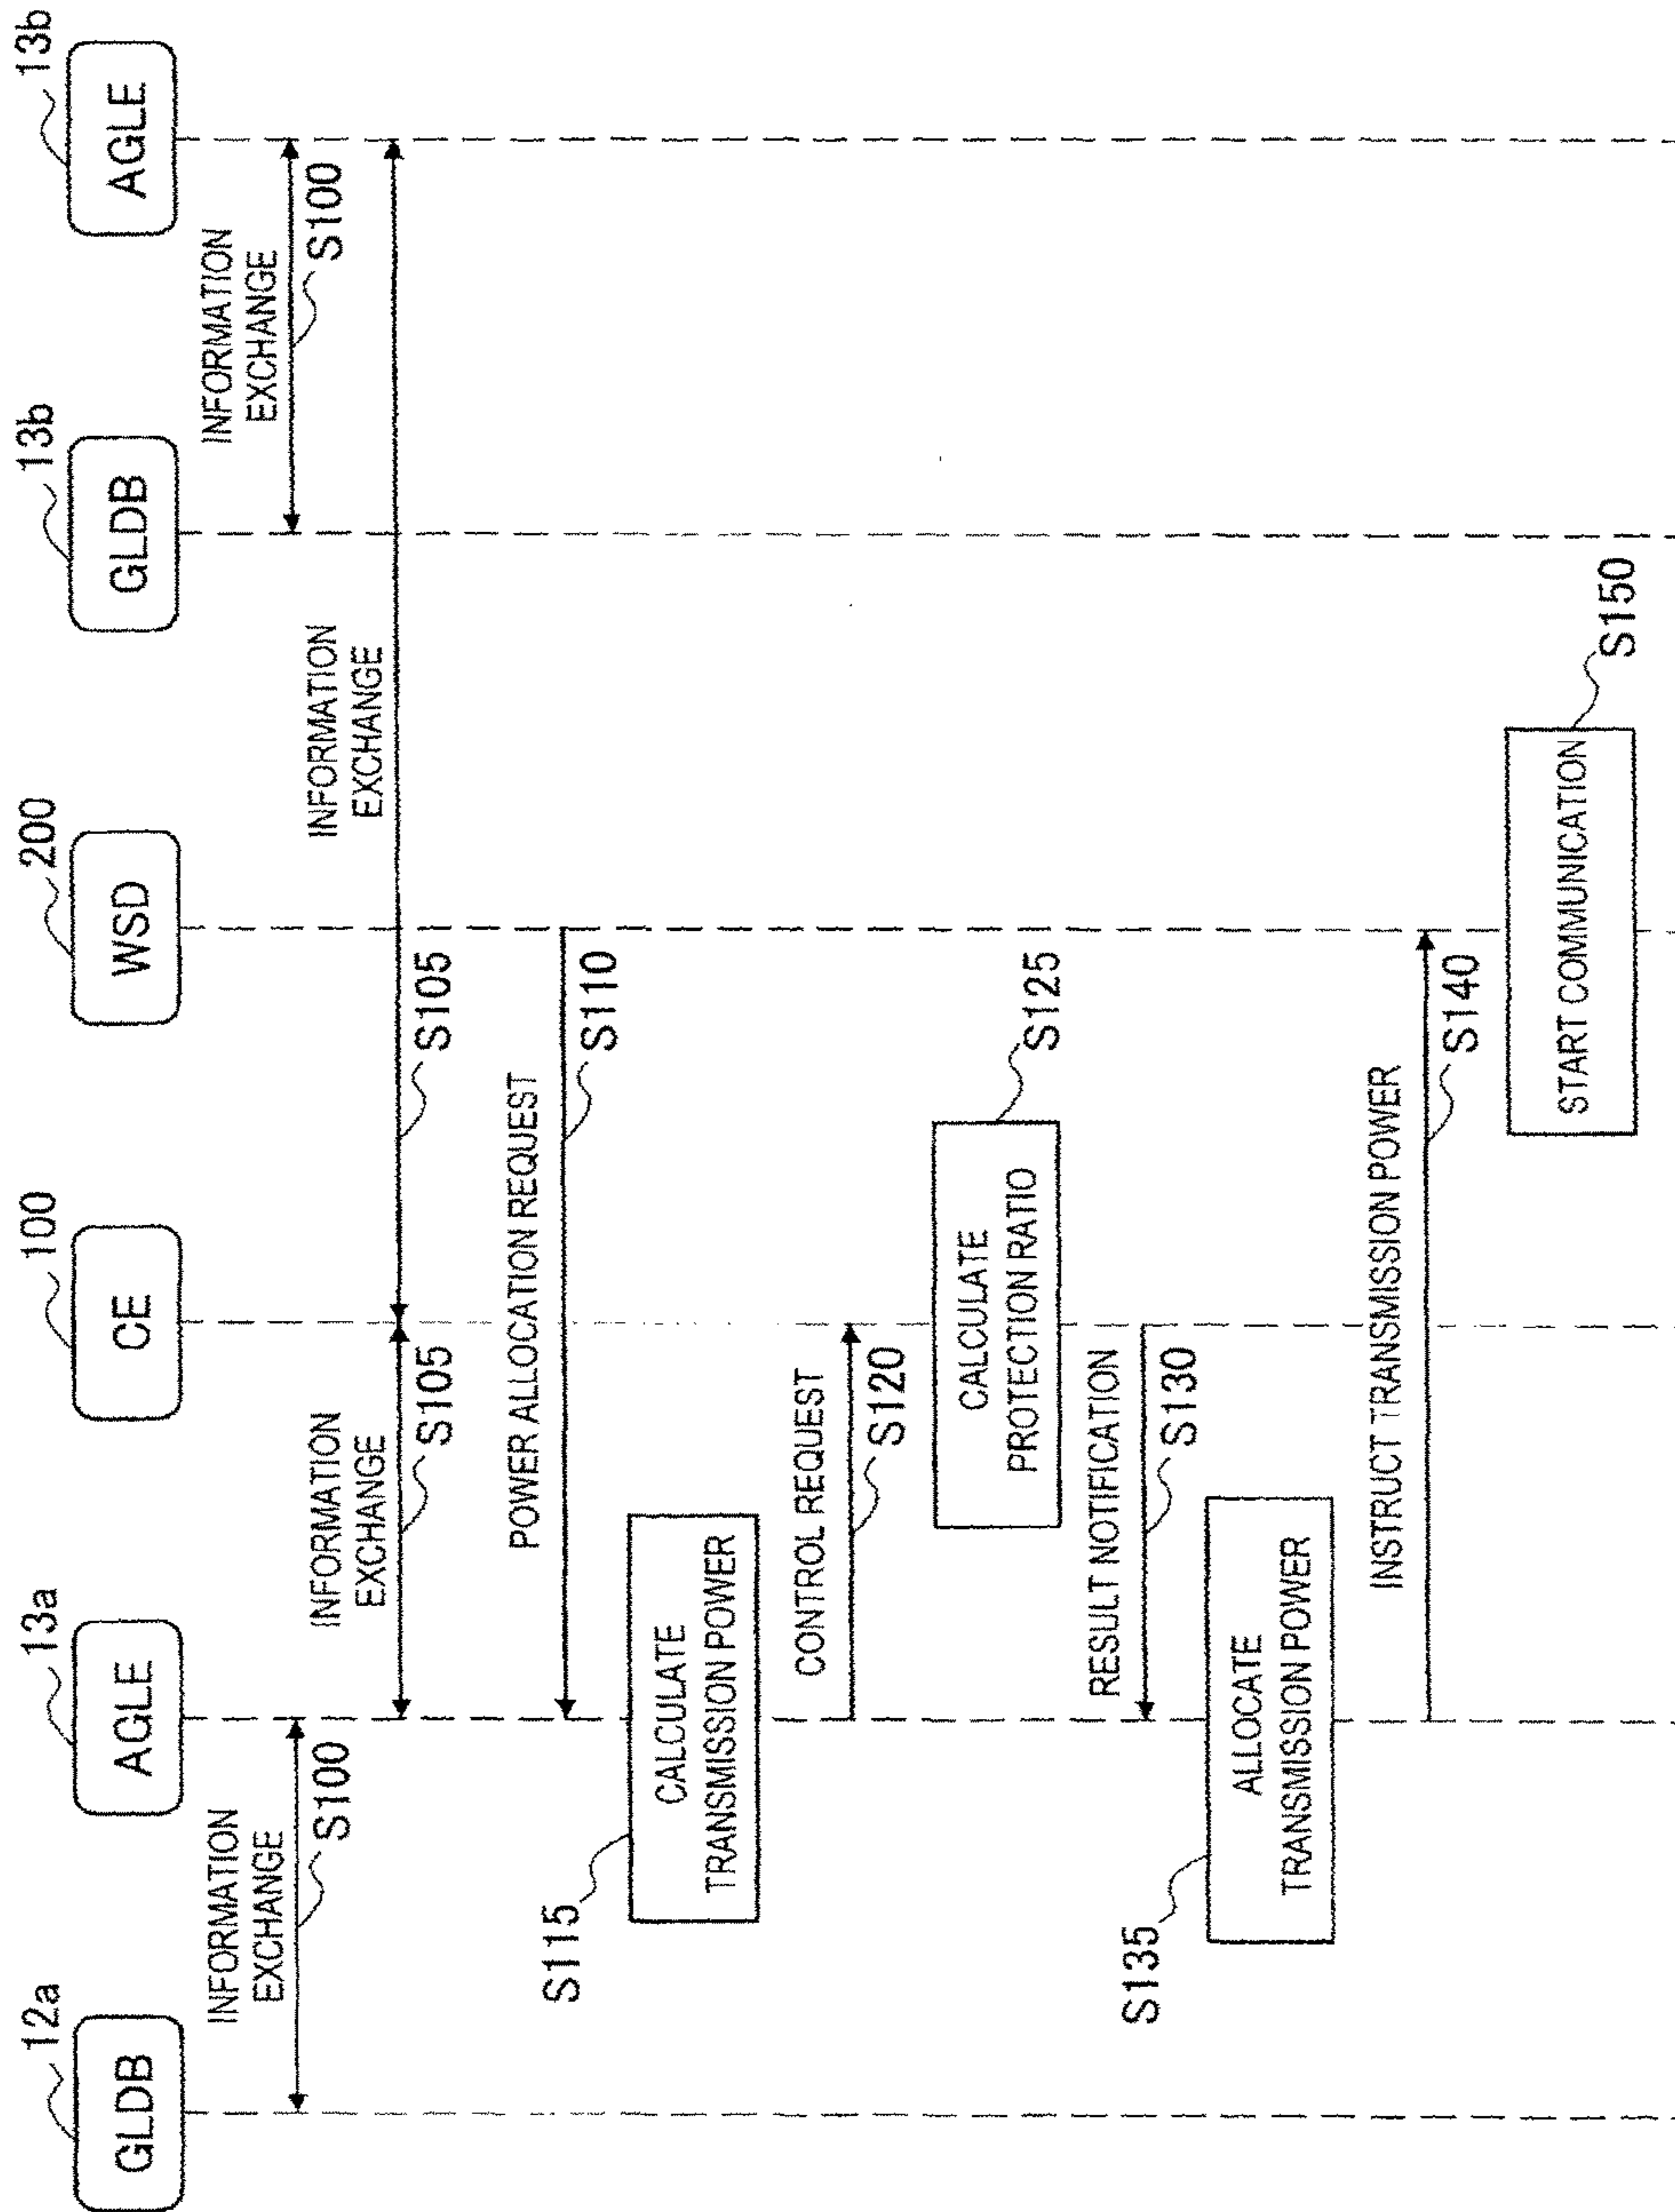 12a
13a
100
200
13b
13b
GLDB
AGLE
CE
WSD
GLDB
AGLE
INFORMATION
EXCHANGE
S100
INFORMATION
EXCHANGE
S100
INFORMATION
EXCHANGE
S105
INFORMATION
EXCHANGE
S105
POWER ALLOCATION REQUEST
S110
S115
CALCULATE
TRANSMISSION POWER
CONTROL REQUEST
S120
CALCULATE
PROTECTION RATIO
S125
RESULT NOTIFICATION
S130
S135
ALLOCATE
TRANSMISSION POWER
INSTRUCT TRANSMISSION POWER
S140
START COMMUNICATION
S150